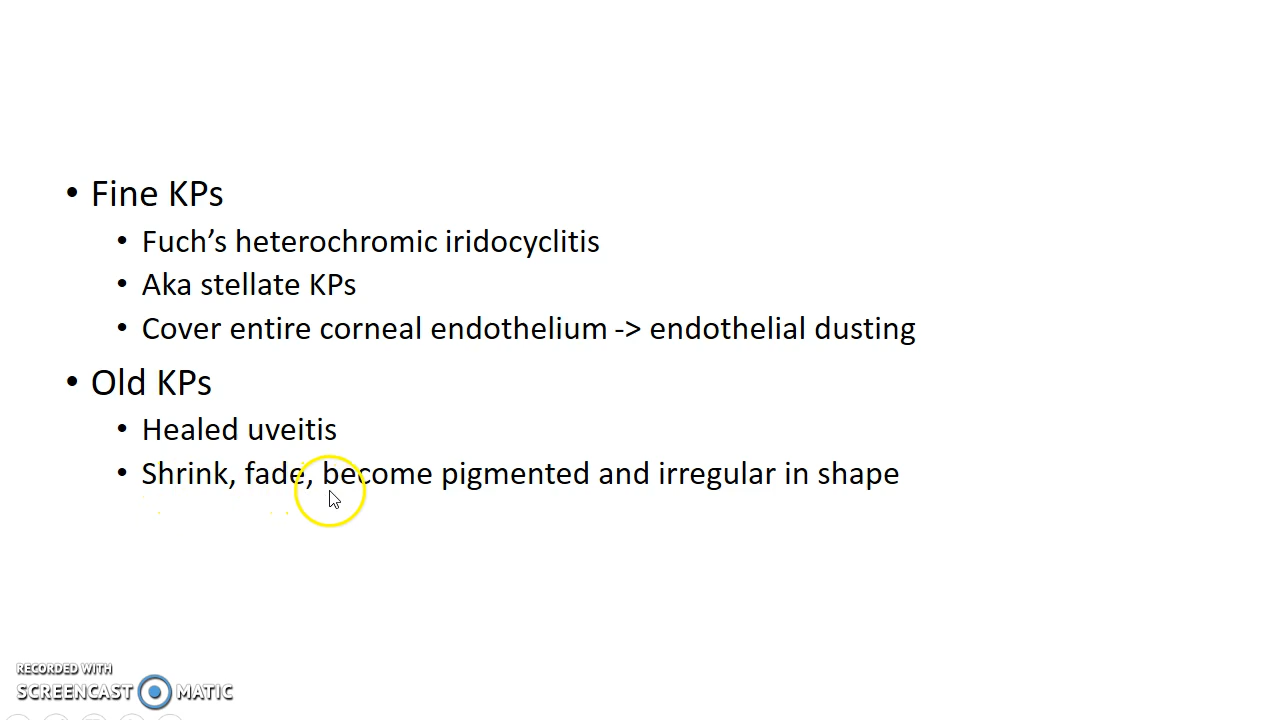 • Fine KPs
• Fuch’s heterochromic iridocyclitis
• Aka stellate KPs
• Cover entire corneal endothelium -> endothelial dusting
• Old KPs
• Healed uveitis
• Shrink, fade, become pigmented and irregular in shape
RECORDED WITH
SCREENCAST MATIC